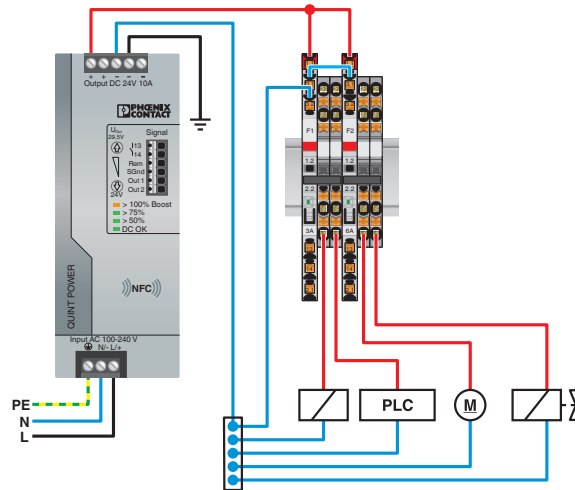 + + − − −
Output DC 24V 10A
PHŒNIX
CONTACT
UOut
29,5V
Signal
13
14
Rem
SGnd
Out 1
Out 2
24V
> 100% Boost
> 75%
> 50%
DC OK
QUINT POWER
NFC
Input AC 100-240 V
N/- L/+
PE
N
L
F1
F2
1.2
1.2
2.2
2.2
3A
6A
PLC
M